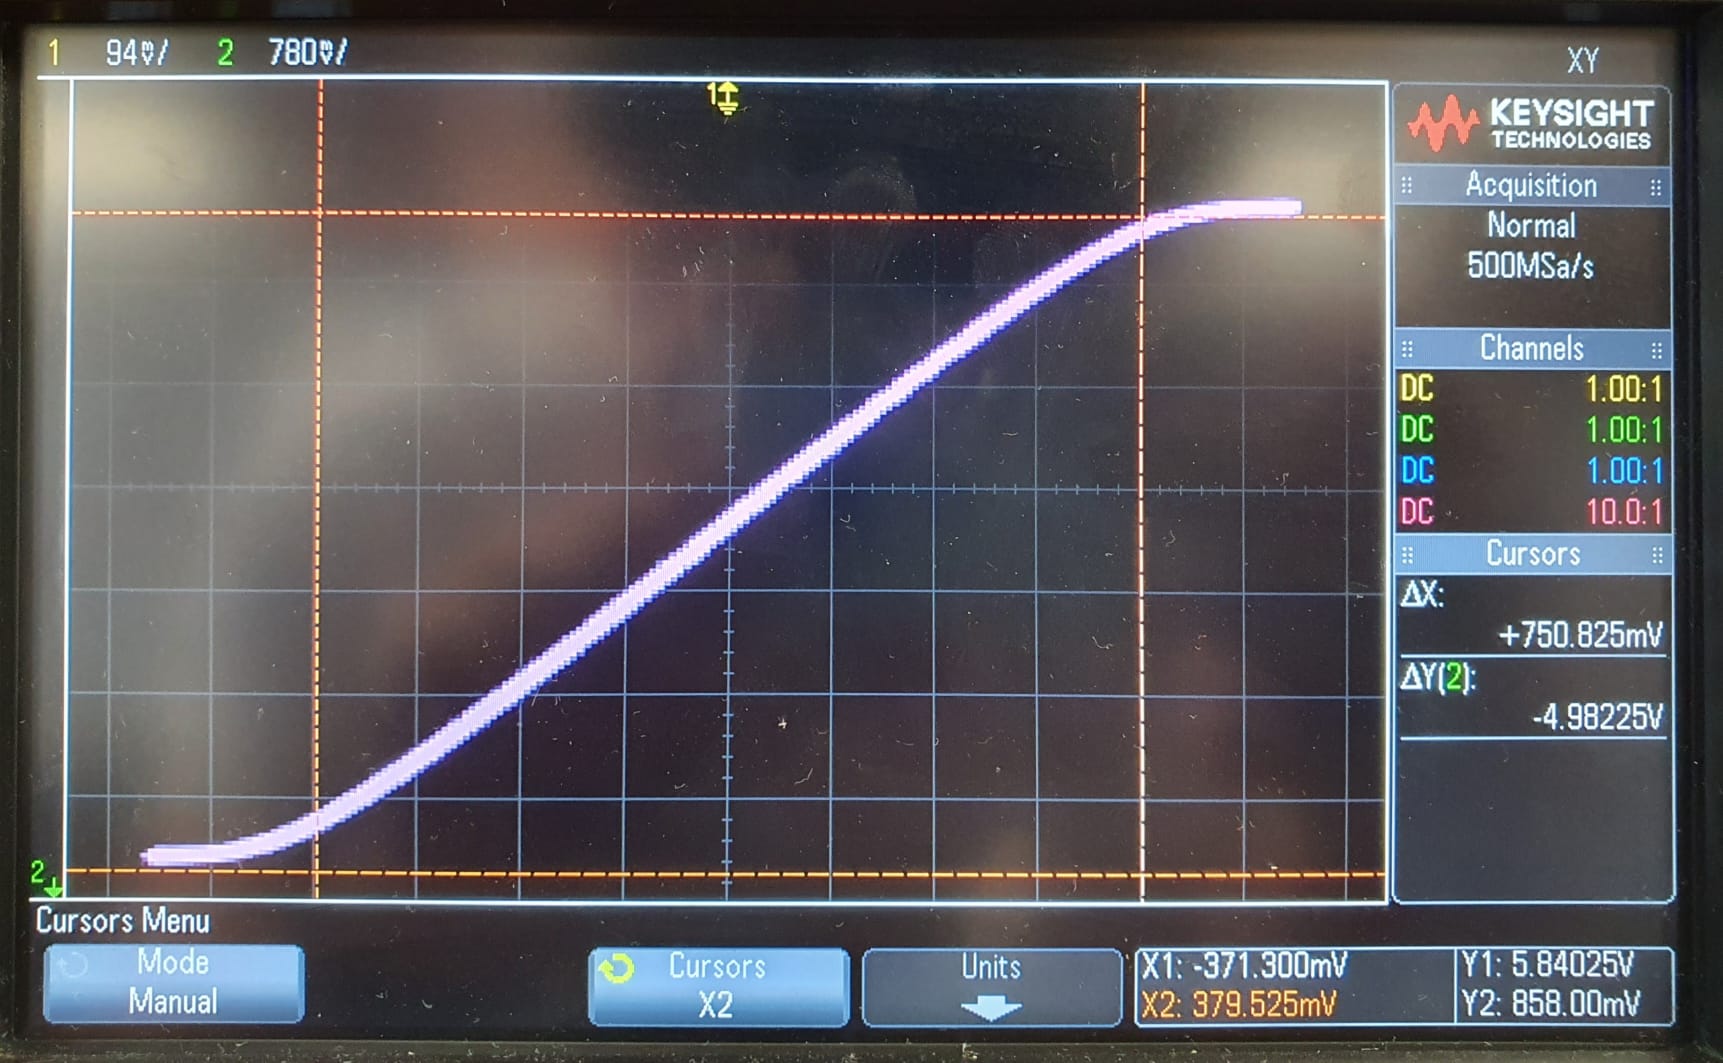 1 94mV/ 2 780mV/ XY
1
KEYSIGHT
TECHNOLOGIES
Acquisition
Normal
500MSa/s
Channels
DC 1.00:1
DC 1.00:1
DC 1.00:1
DC 10.0:1
Cursors
ΔX:
+750.825mV
ΔY(2):
-4.98225V
2
Cursors Menu
Mode
Manual
Cursors
X2
Units
X1: -371.300mV
X2: 379.525mV
Y1: 5.84025V
Y2: 858.00mV